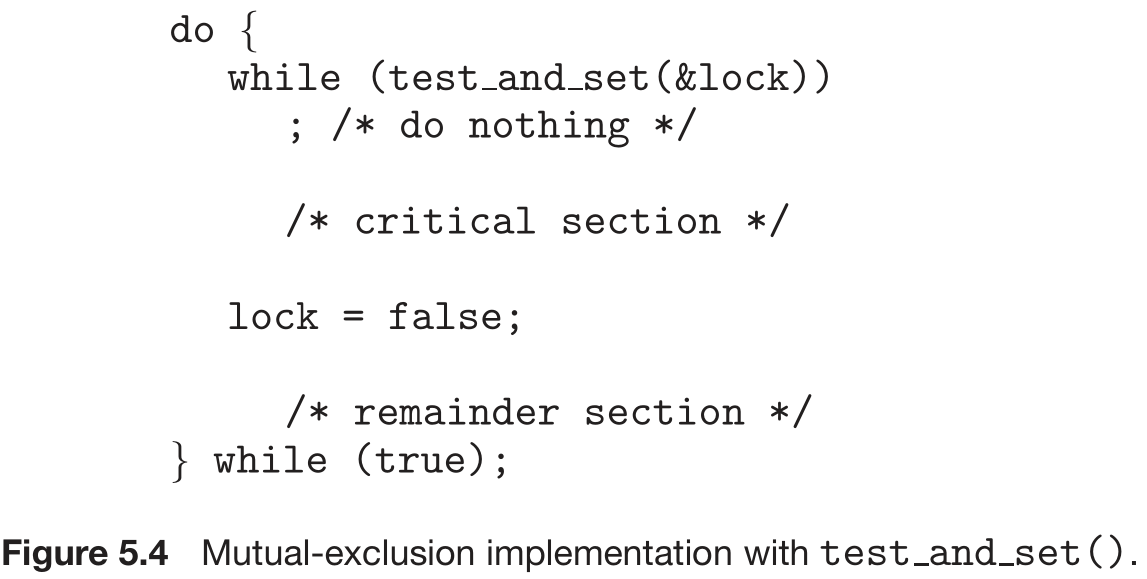 do {
while (test_and_set(&lock))
; /* do nothing */
/* critical section */
lock = false;
/* remainder section */
} while (true);
Figure 5.4 Mutual-exclusion implementation with test_and_set().